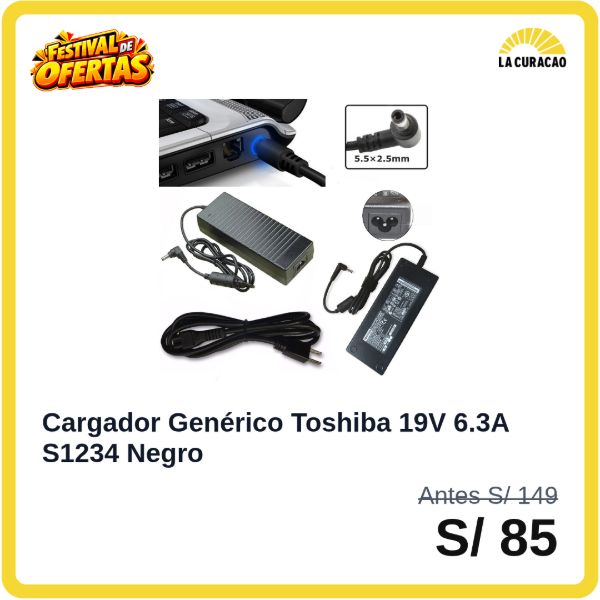 FESTIVAL DE
OFERTAS
LA CURACAO
5.5×2.5mm
Cargador Genérico Toshiba 19V 6.3A
S1234 Negro
Antes S/ 149
S/ 85